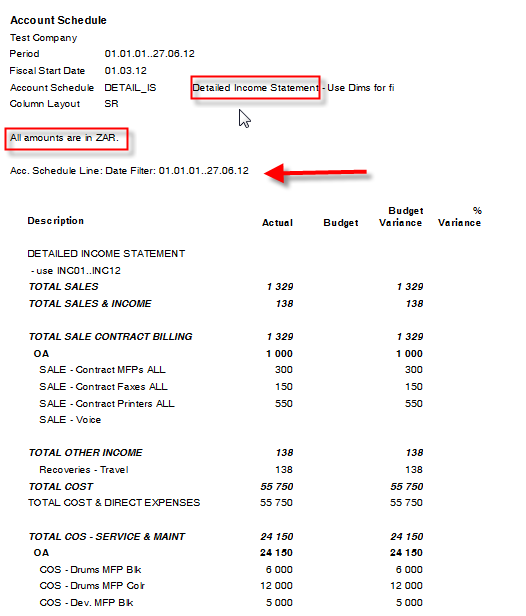 Account Schedule
Test Company
Period 01.01.01..27.06.12
Fiscal Start Date 01.03.12
Account Schedule DETAIL_IS Detailed Income Statement - Use Dims for fi
Column Layout SR
All amounts are in ZAR.
Acc. Schedule Line: Date Filter: 01.01.01..27.06.12
Description Actual Budget Budget Variance % Variance
DETAILED INCOME STATEMENT
- use INC01..INC12
TOTAL SALES 1 329 1 329
TOTAL SALES & INCOME 138 138
TOTAL SALE CONTRACT BILLING 1 329 1 329
OA 1 000 1 000
SALE - Contract MFPs ALL 300 300
SALE - Contract Faxes ALL 150 150
SALE - Contract Printers ALL 550 550
SALE - Voice
TOTAL OTHER INCOME 138 138
Recoveries - Travel 138 138
TOTAL COST 55 750 55 750
TOTAL COST & DIRECT EXPENSES 55 750 55 750
TOTAL COS - SERVICE & MAINT 24 150 24 150
OA 24 150 24 150
COS - Drums MFP Blk 6 000 6 000
COS - Drums MFP Colr 12 000 12 000
COS - Dev. MFP Blk 5 000 5 000